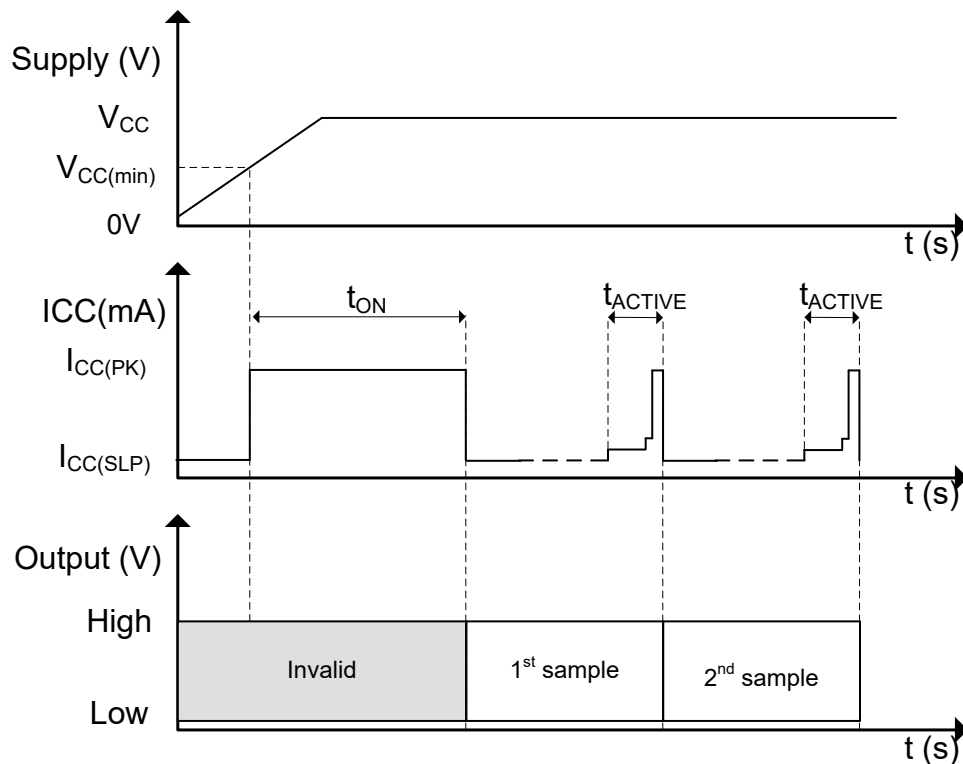 Supply (V)
VCC
VCC(min)
0V
t (s)
ICC(mA)
tON
tACTIVE
tACTIVE
ICC(PK)
ICC(SLP)
t (s)
Output (V)
High
Invalid
1st sample
2nd sample
Low
t (s)